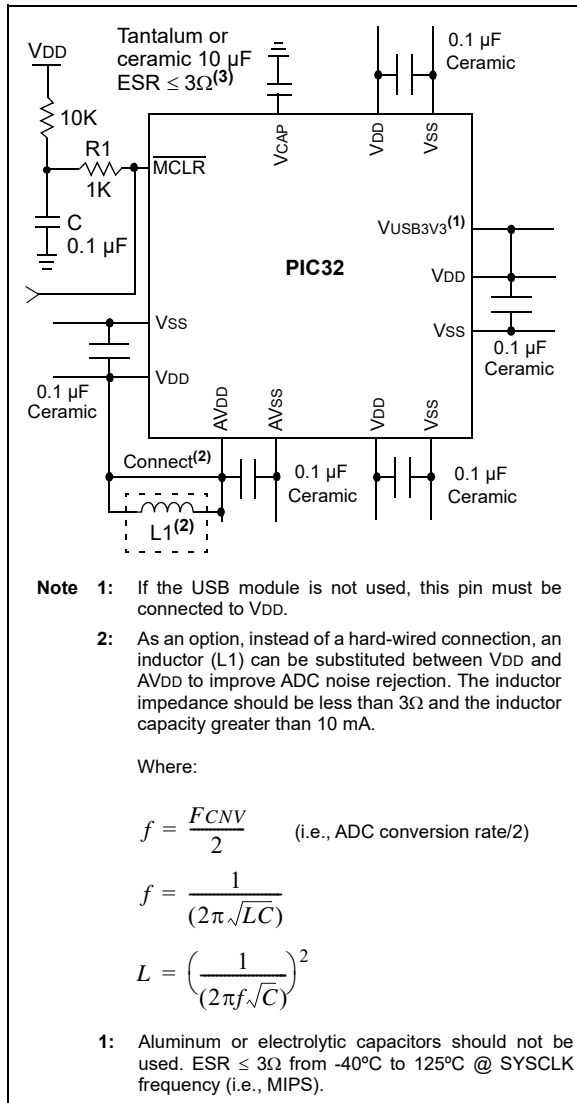 VDD
Tantalum or
ceramic 10 µF
ESR ≤ 3Ω(3)
0.1 µF
Ceramic
10K
R1
1K
C
0.1 µF
MCLR
VCAP
VDD
VSS
VUSB3V3(1)
PIC32
VDD
VSS
VSS
VDD
0.1 µF
Ceramic
0.1 µF
Ceramic
AVDD
AVSS
VDD
VSS
Connect(2)
0.1 µF
Ceramic
0.1 µF
Ceramic
L1(2)
Note 1: If the USB module is not used, this pin must be
connected to VDD.
2: As an option, instead of a hard-wired connection, an
inductor (L1) can be substituted between VDD and
AVDD to improve ADC noise rejection. The inductor
impedance should be less than 3Ω and the inductor
capacity greater than 10 mA.
Where:
f = FCNV / 2 (i.e., ADC conversion rate/2)
f = 1 / (2π√LC)
L = (1 / (2πf√C))²
1: Aluminum or electrolytic capacitors should not be
used. ESR ≤ 3Ω from -40ºC to 125ºC @ SYSCLK
frequency (i.e., MIPS).